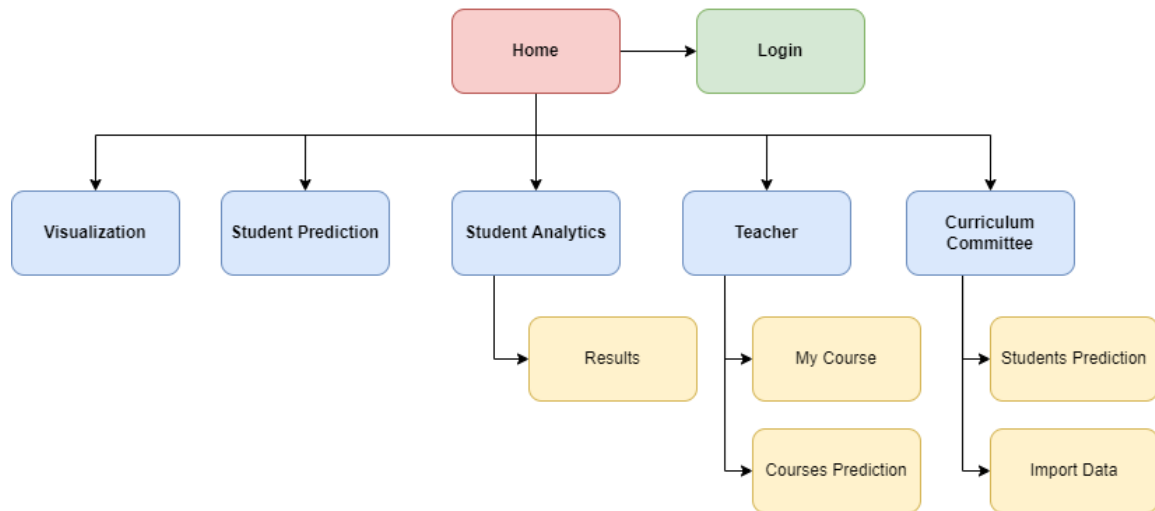 Home
Login
Visualization
Student Prediction
Student Analytics
Teacher
Curriculum
Committee
Results
My Course
Students Prediction
Courses Prediction
Import Data